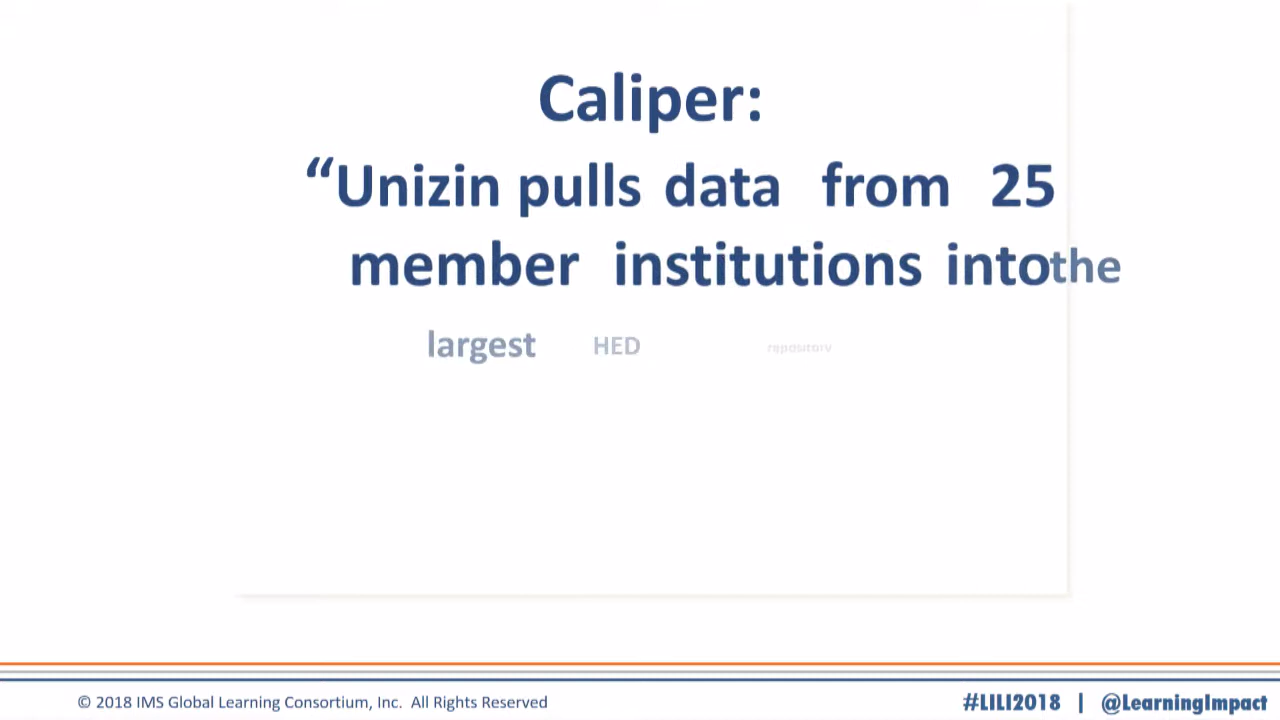 Caliper:
“Unizin pulls data from 25
member institutions into the
largest HED repository
© 2018 IMS Global Learning Consortium, Inc. All Rights Reserved
#LILI2018 | @LearningImpact